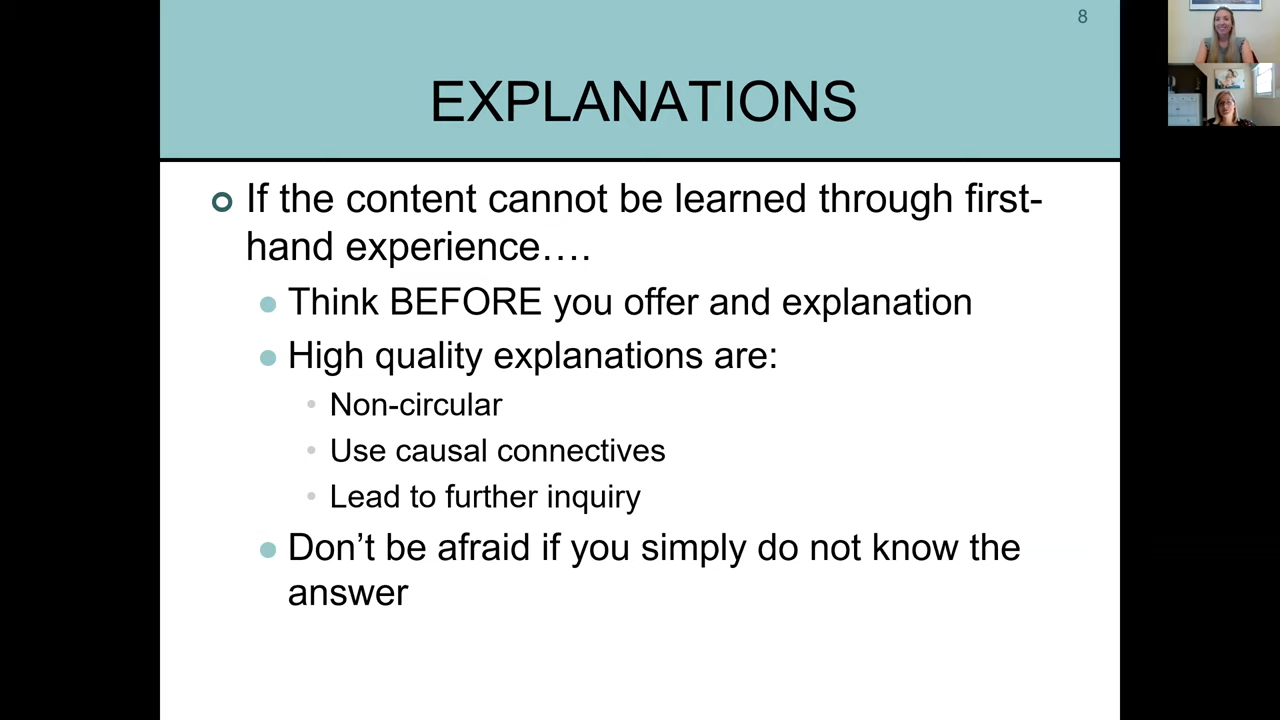 8
EXPLANATIONS
If the content cannot be learned through first-
hand experience….
Think BEFORE you offer and explanation
High quality explanations are:
Non-circular
Use causal connectives
Lead to further inquiry
Don’t be afraid if you simply do not know the
answer